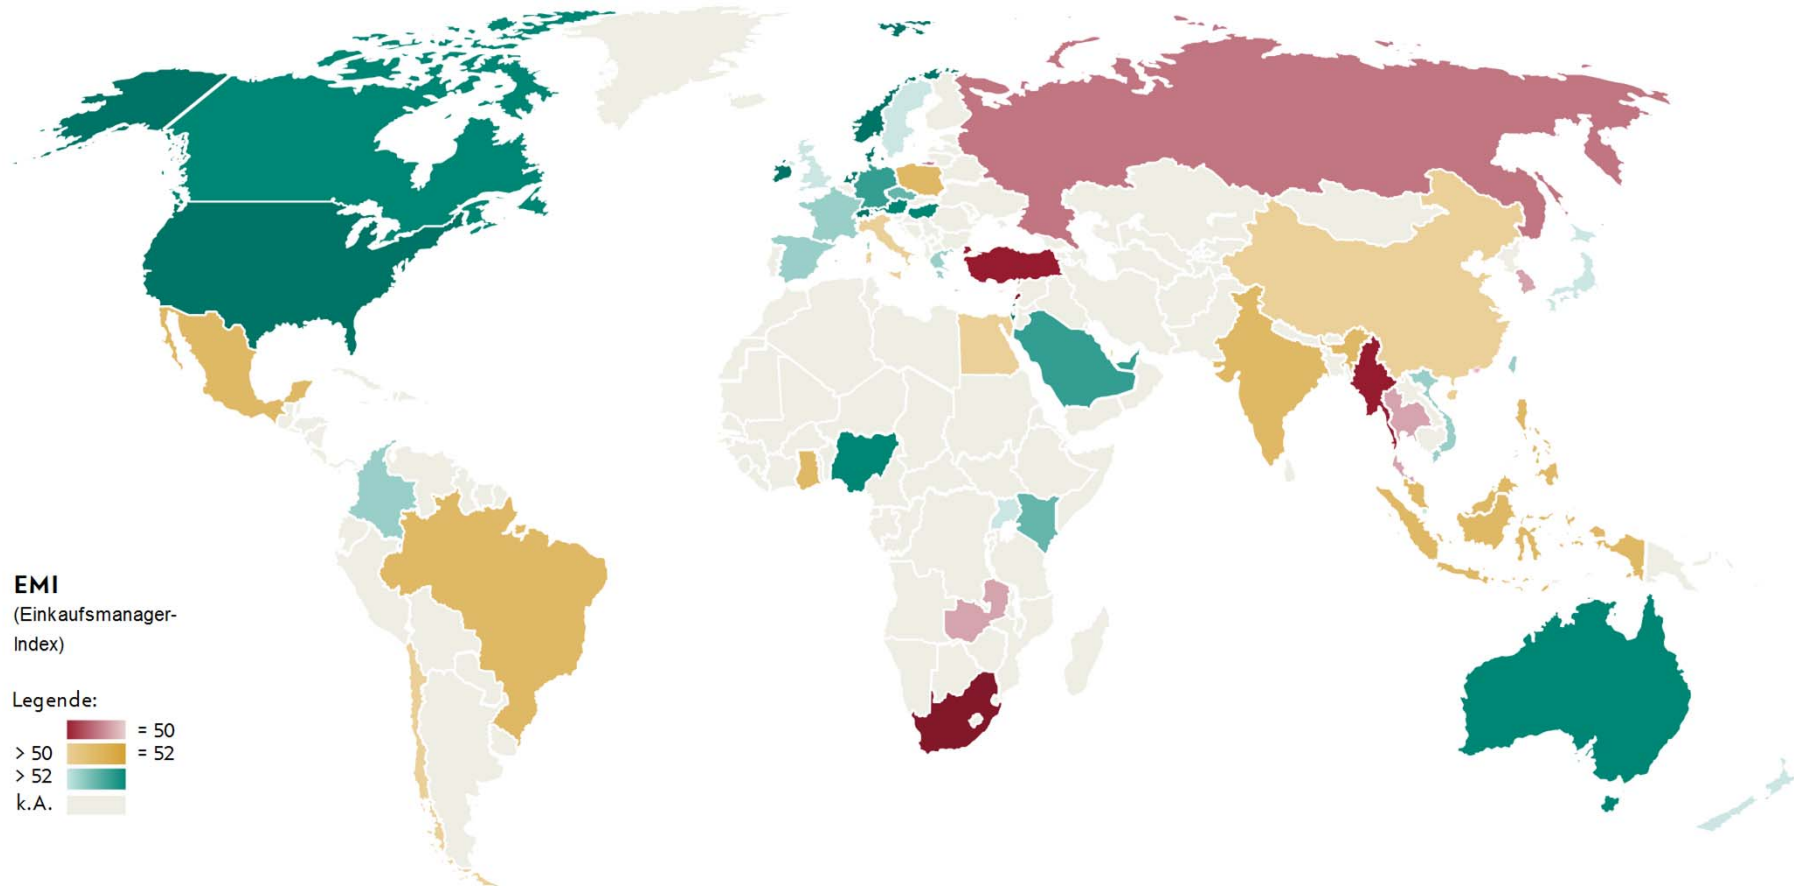 EMI
(Einkaufsmanager-
Index)
Legende:
= 50
> 50 = 52
> 52
k.A.